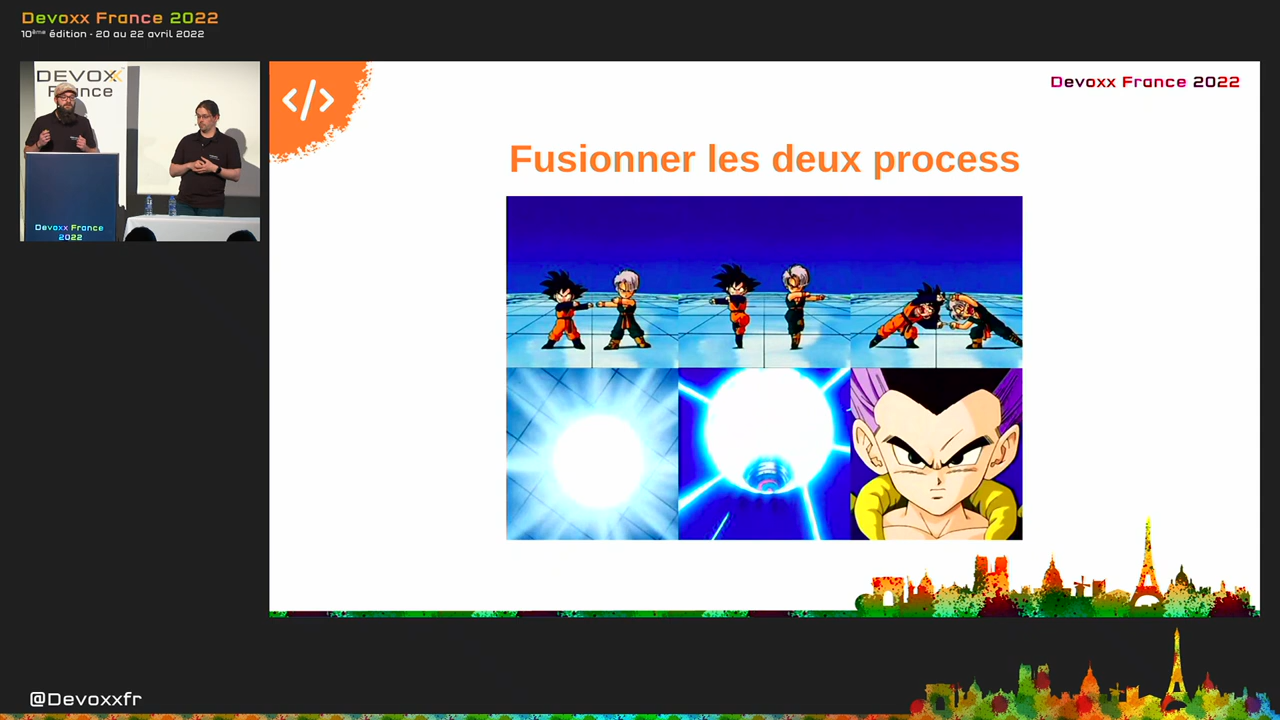 Devoxx France 2022
10ème édition - 20 au 22 avril 2022
DEVOXX
France
Devoxx France
2022
</>
Devoxx France 2022
Fusionner les deux process
@Devoxxfr